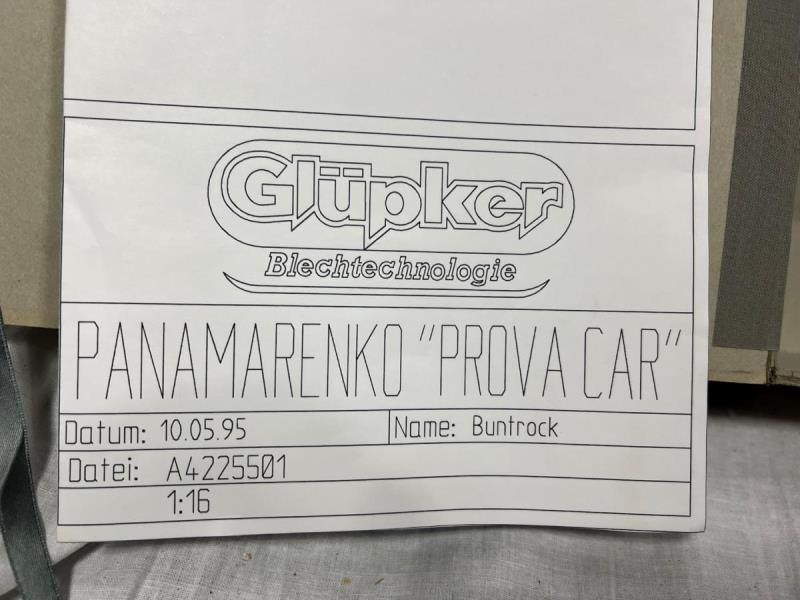 Glüpker
Blechtechnologie
PANAMARENKO "PROVA CAR"
Datum: 10.05.95 Name: Buntrock
Datei: A4225501
1:16